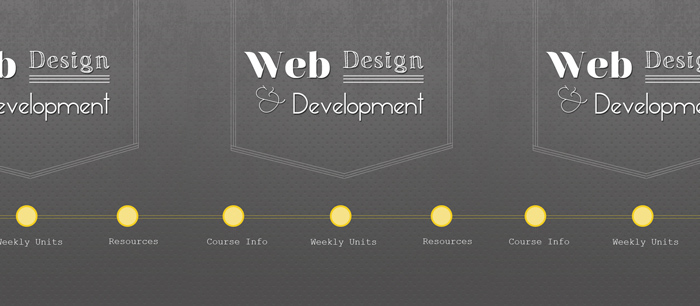 b Design
evelopment
Web Design
& Development
Web Desig
& Developm
Weekly Units
Resources
Course Info
Weekly Units
Resources
Course Info
Weekly Units